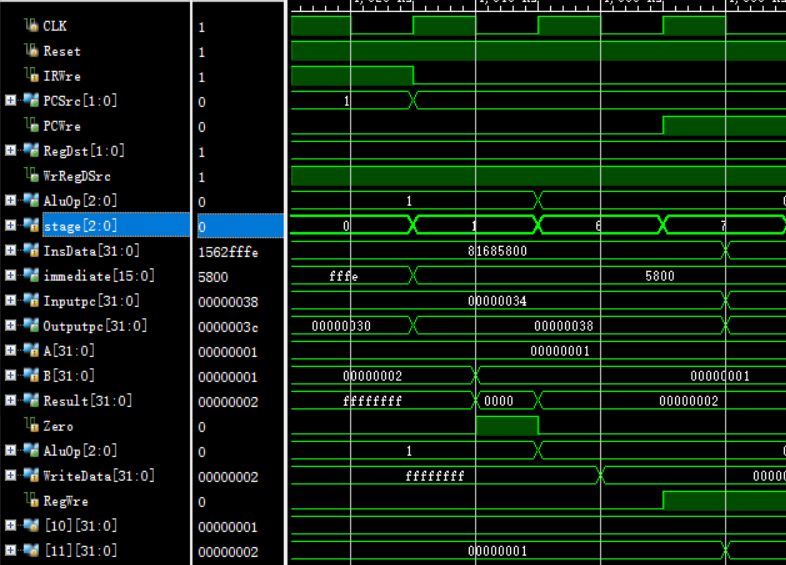 CLK 1
Reset 1
IRWre 1
PCSrc[1:0] 0 1
PCWre 0
RegDst[1:0] 1
WrRegDSrc 1
AluOp[2:0] 0 1
stage[2:0] 0 0 1 6 7
InsData[31:0] 1562fffe 81685800
immediate[15:0] 5800 fffe 5800
Inputpc[31:0] 00000038 00000034
Outputpc[31:0] 0000003c 00000030 00000038
A[31:0] 00000001 00000001
B[31:0] 00000001 00000002 00000001
Result[31:0] 00000002 ffffffff 0000 00000002
Zero 0
AluOp[2:0] 0 1
WriteData[31:0] 00000002 ffffffff 0000
RegWre 0
[10][31:0] 00000001
[11][31:0] 00000002 00000001